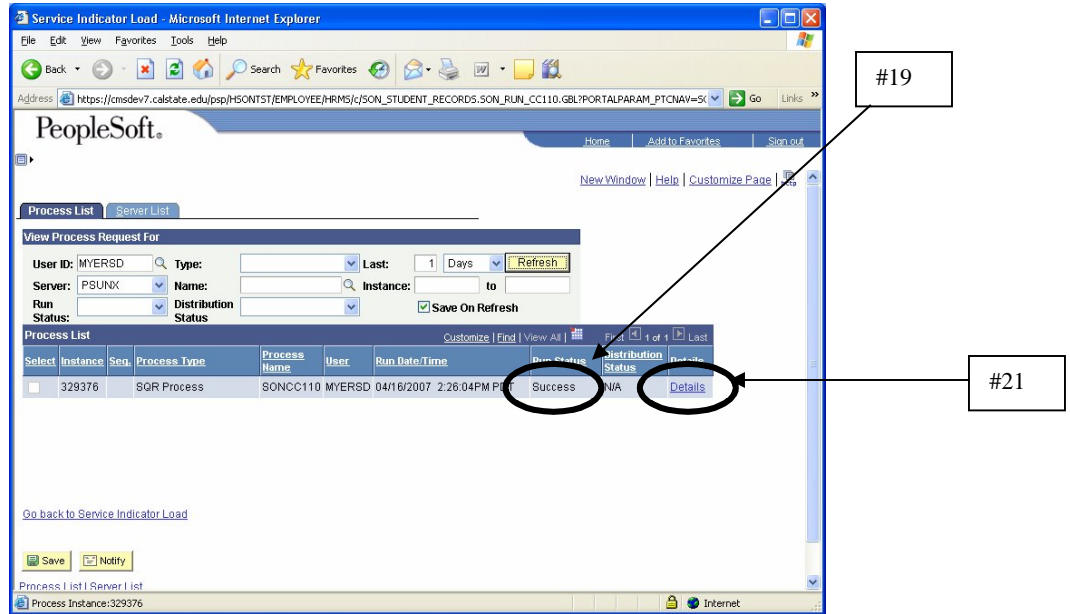 Service Indicator Load - Microsoft Internet Explorer
File Edit View Favorites Tools Help
Back Search Favorites
Address https://cmsdev7.calstate.edu/psp/HSONTST/EMPLOYEE/HRMS/c/SON_STUDENT_RECORDS.SON_RUN_CC110.GBL?PORTALPARAM_PTCNAV=S Go Links »
#19
PeopleSoft®
Home Add to Favorites Sign out
New Window | Help | Customize Page | http
Process List Server List
View Process Request For
User ID: MYERSD Type: Last: 1 Days Refresh
Server: PSUNX Name: Instance: to
Run Status: Distribution Status Save On Refresh
Process List Customize | Find | View All | First 1 of 1 Last
Select Instance Seq. Process Type Process Name User Run Date/Time Run Status Distribution Status Details
329376 SQR Process SONCC110 MYERSD 04/16/2007 2:26:04PM PDT Success N/A Details
#21
Go back to Service Indicator Load
Save Notify
Process List | Server List
Process Instance:329376 Internet